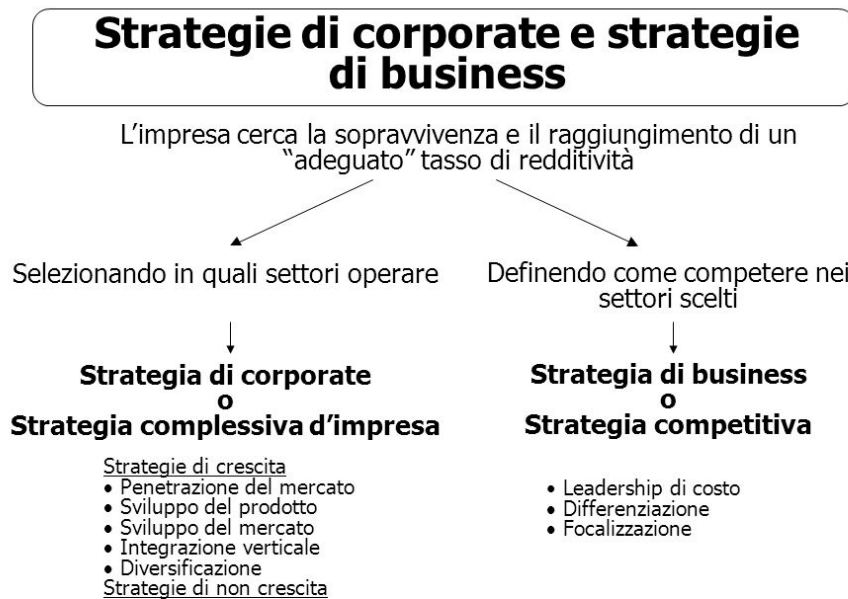 Strategie di corporate e strategie
di business
L’impresa cerca la sopravvivenza e il raggiungimento di un
“adeguato” tasso di redditività
Selezionando in quali settori operare
Definendo come competere nei
settori scelti
Strategia di corporate
o
Strategia complessiva d’impresa
Strategia di business
o
Strategia competitiva
Strategie di crescita
• Penetrazione del mercato
• Sviluppo del prodotto
• Sviluppo del mercato
• Integrazione verticale
• Diversificazione
Strategie di non crescita
• Leadership di costo
• Differenziazione
• Focalizzazione